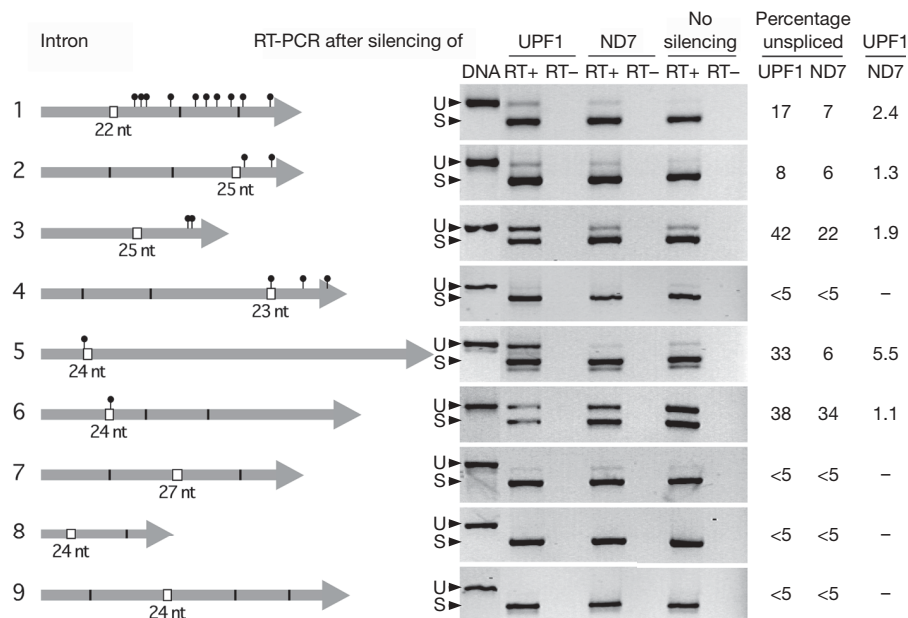 Intron RT-PCR after silencing of UPF1 ND7 No silencing Percentage unspliced UPF1
DNA RT+ RT– RT+ RT– RT+ RT– UPF1 ND7 ND7
1 22 nt U S 17 7 2.4
2 25 nt U S 8 6 1.3
3 25 nt U S 42 22 1.9
4 23 nt U S <5 <5 –
5 24 nt U S 33 6 5.5
6 24 nt U S 38 34 1.1
7 27 nt U S <5 <5 –
8 24 nt U S <5 <5 –
9 24 nt U S <5 <5 –